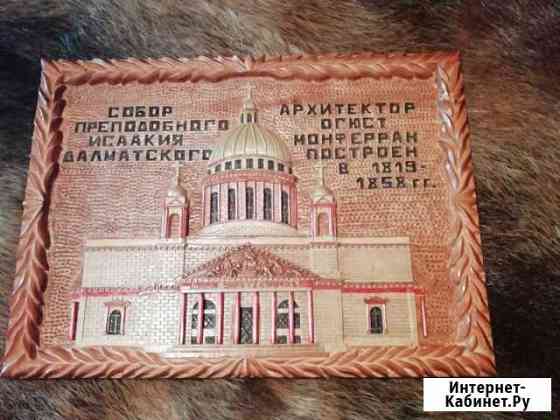 СОБОР
ПРЕПОДОБНОГО
ИСААКИЯ
ДАЛМАТСКОГО
АРХИТЕКТОР
ОГЮСТ
МОНФЕРРАН
ПОСТРОЕН
В 1819-
1858 гг.
Интернет-
Кабинет.Ру